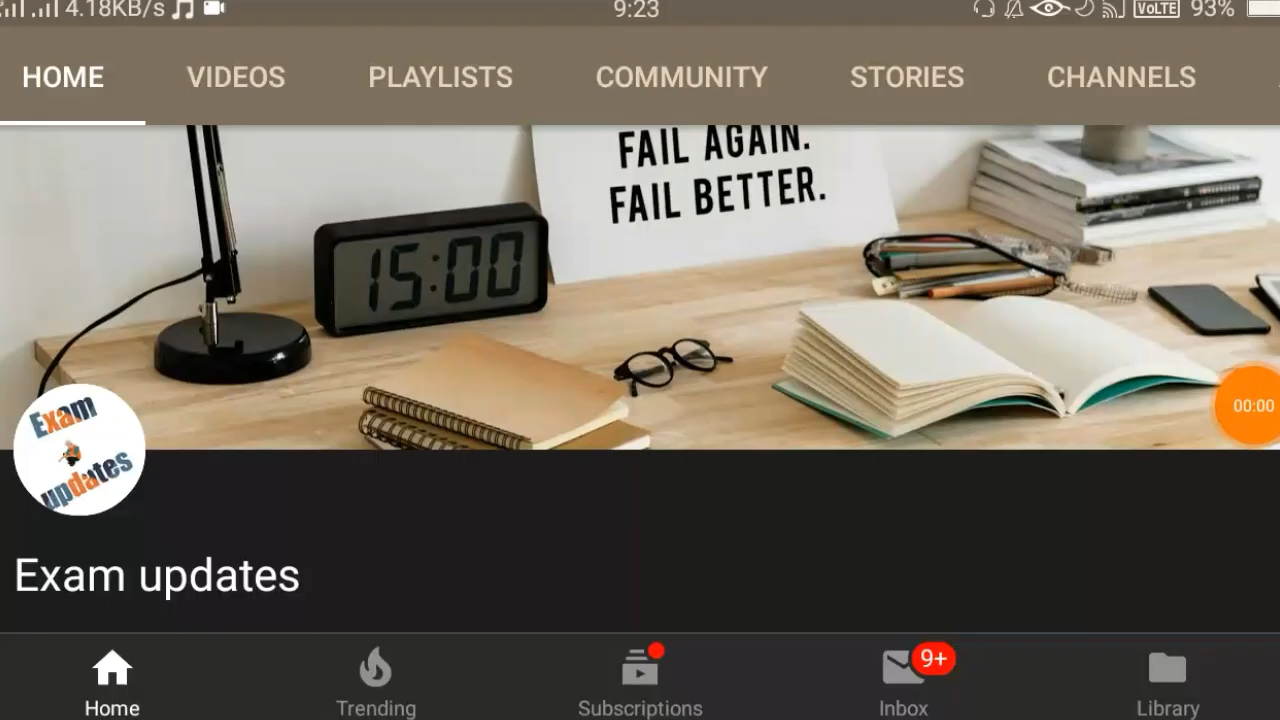 4.18KB/s 9:23 VoLTE 93%
HOME VIDEOS PLAYLISTS COMMUNITY STORIES CHANNELS
FAIL AGAIN.
FAIL BETTER.
15:00
00:00
Exam
updates
Exam updates
9+
Home Trending Subscriptions Inbox Library